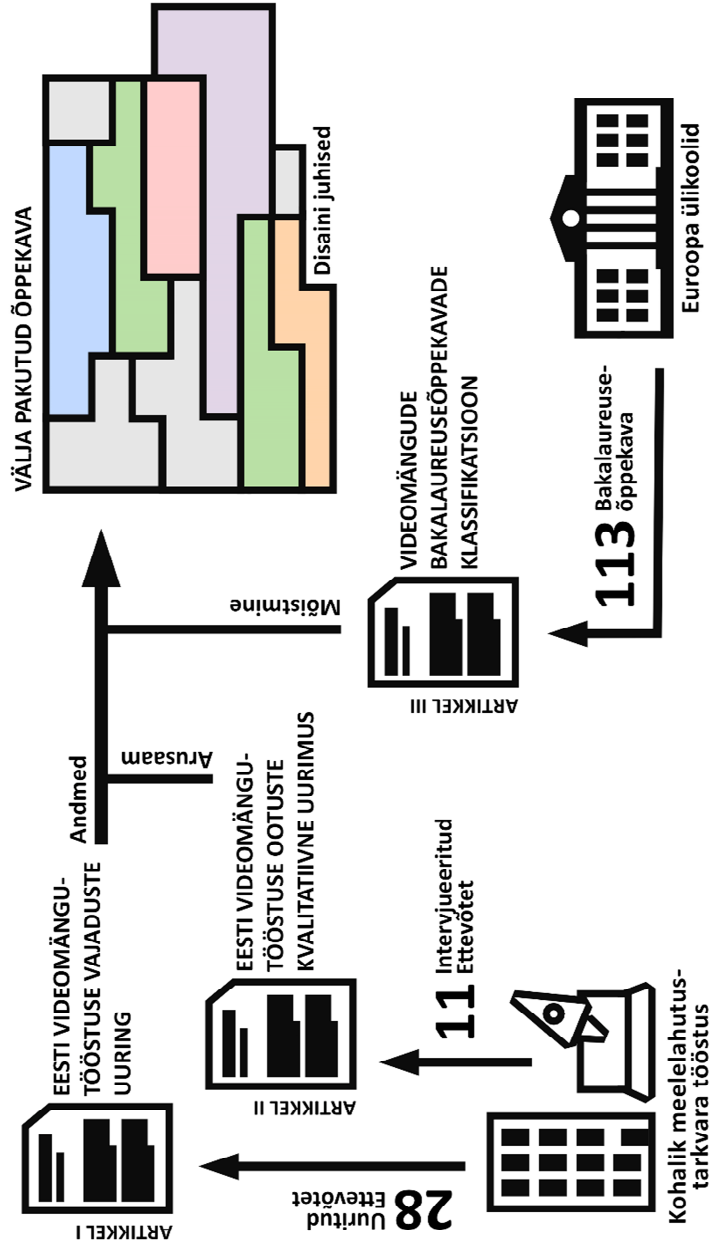 ARTIKKEL I
EESTI VIDEOMÄNGU-
TÖÖSTUSE VAJADUSTE
UURING
ARTIKKEL II
EESTI VIDEOMÄNGU-
TÖÖSTUSE OOTUSTE
KVALITATIIVNE UURIMUS
ARTIKKEL III
VIDEOMÄNGUDE
BAKALAUREUSEÕPPEKAVADE
KLASSIFIKATSIOON
Andmed
Arusaam
Mõistmine
VÄLJA PAKUTUD ÕPPEKAVA
Disaini juhised
28 Uuritud
Ettevõtet
11 Intervjueeritud
Ettevõtet
113 Bakalaureuse-
õppekava
Kohalik meelelahutus-
tarkvara tööstus
Euroopa ülikoolid